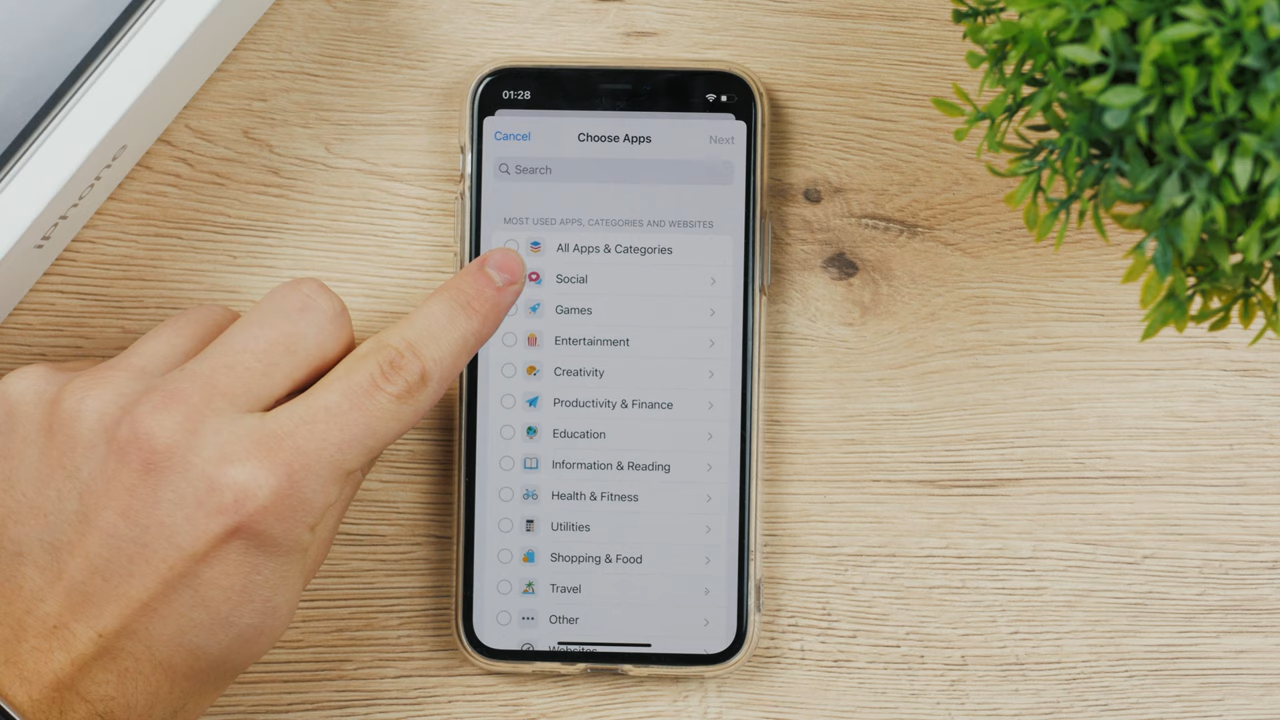 iPhone
01:28
Cancel Choose Apps Next
Search
MOST USED APPS, CATEGORIES AND WEBSITES
All Apps & Categories
Social
Games
Entertainment
Creativity
Productivity & Finance
Education
Information & Reading
Health & Fitness
Utilities
Shopping & Food
Travel
Other
Websites